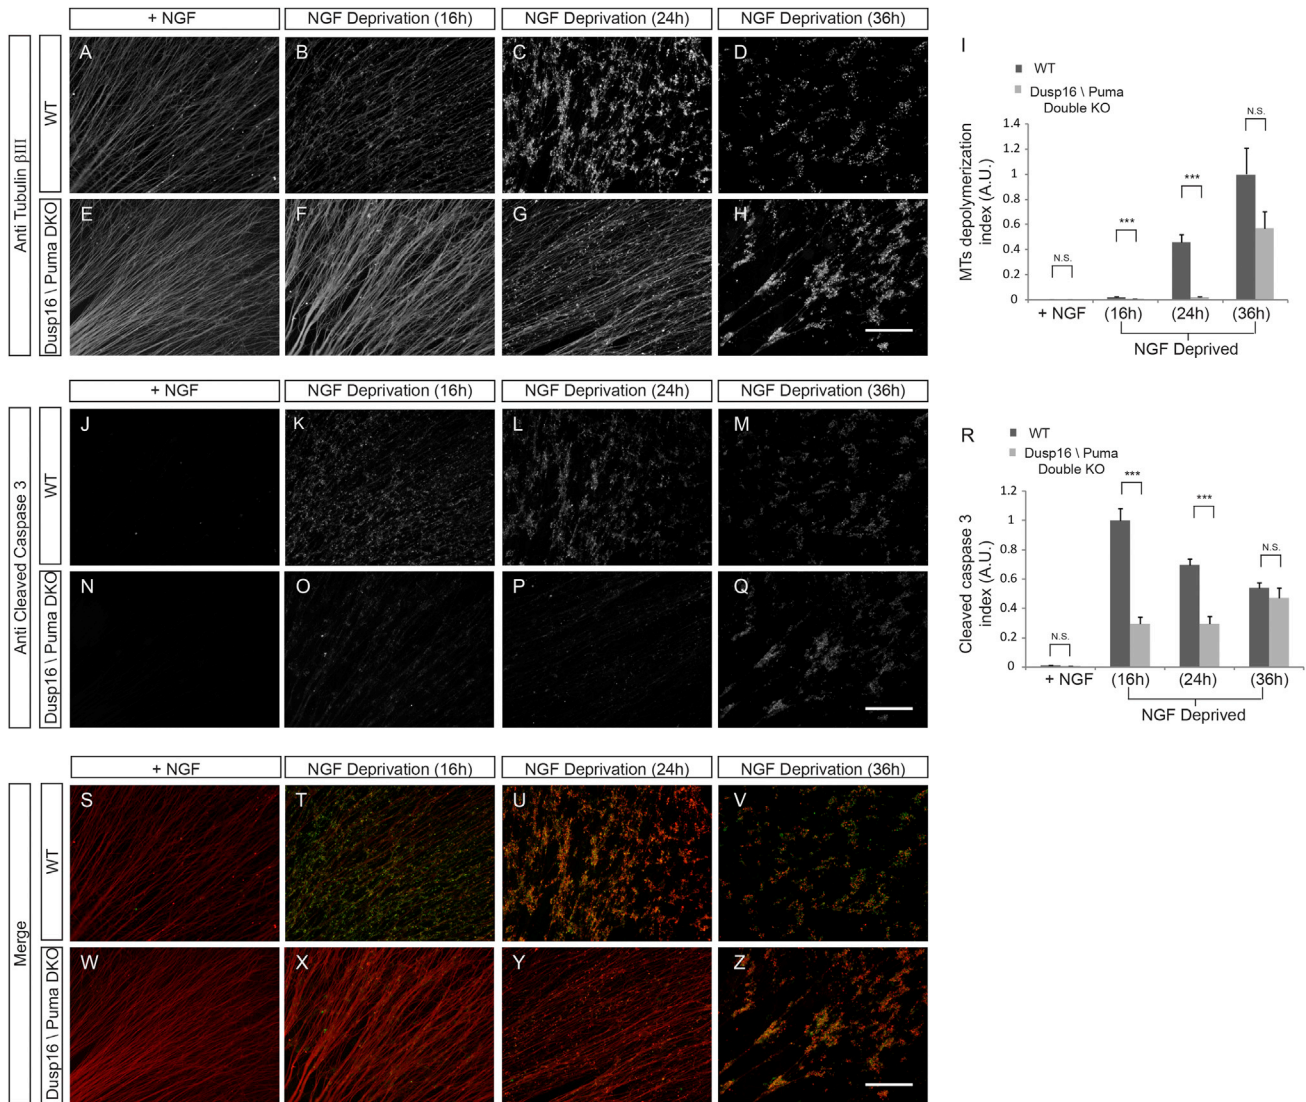 + NGF
NGF Deprivation (16h)
NGF Deprivation (24h)
NGF Deprivation (36h)
Anti Tubulin βIII
WT
A
B
C
D
Dusp16 \ Puma DKO
E
F
G
H
I
WT
Dusp16 \ Puma
Double KO
MTs depolymerization
index (A.U.)
1.4
1.2
1
0.8
0.6
0.4
0.2
0
N.S.
***
***
N.S.
+ NGF
(16h)
(24h)
(36h)
NGF Deprived
+ NGF
NGF Deprivation (16h)
NGF Deprivation (24h)
NGF Deprivation (36h)
Anti Cleaved Caspase 3
WT
J
K
L
M
Dusp16 \ Puma DKO
N
O
P
Q
R
WT
Dusp16 \ Puma
Double KO
Cleaved caspase 3
index (A.U.)
1.2
1
0.8
0.6
0.4
0.2
0
N.S.
***
***
N.S.
+ NGF
(16h)
(24h)
(36h)
NGF Deprived
+ NGF
NGF Deprivation (16h)
NGF Deprivation (24h)
NGF Deprivation (36h)
Merge
WT
S
T
U
V
Dusp16 \ Puma DKO
W
X
Y
Z